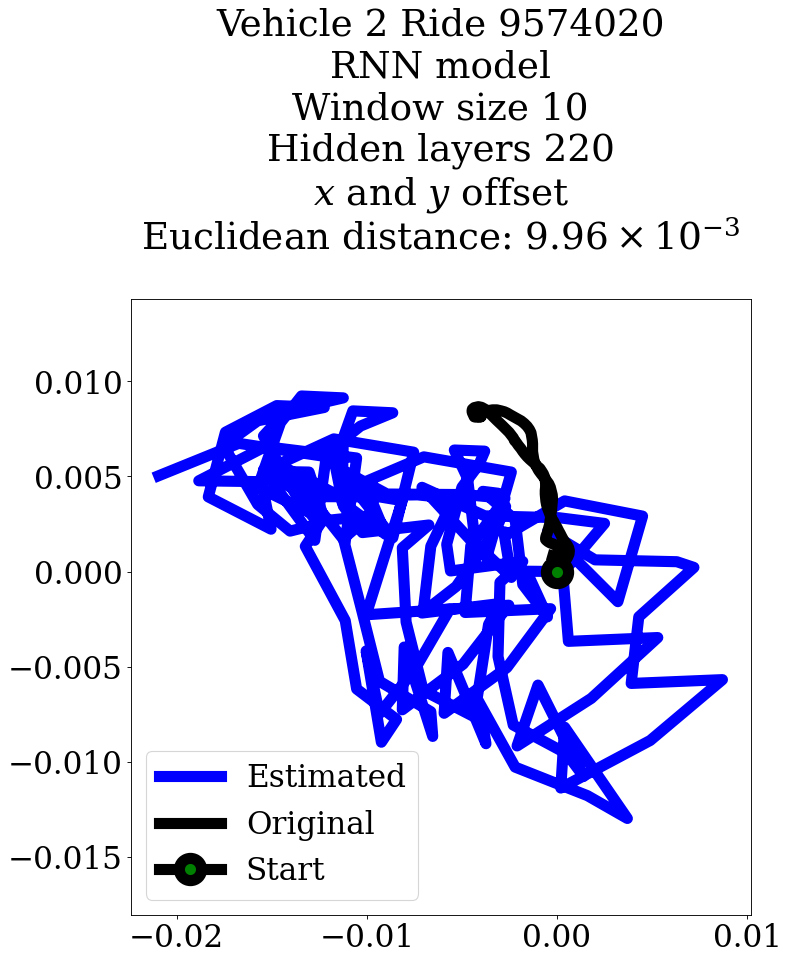 Vehicle 2 Ride 9574020
RNN model
Window size 10
Hidden layers 220
x and y offset
Euclidean distance: 9.96 × 10⁻³
0.010
0.005
0.000
−0.005
−0.010
−0.015
Estimated
Original
Start
−0.02
−0.01
0.00
0.01